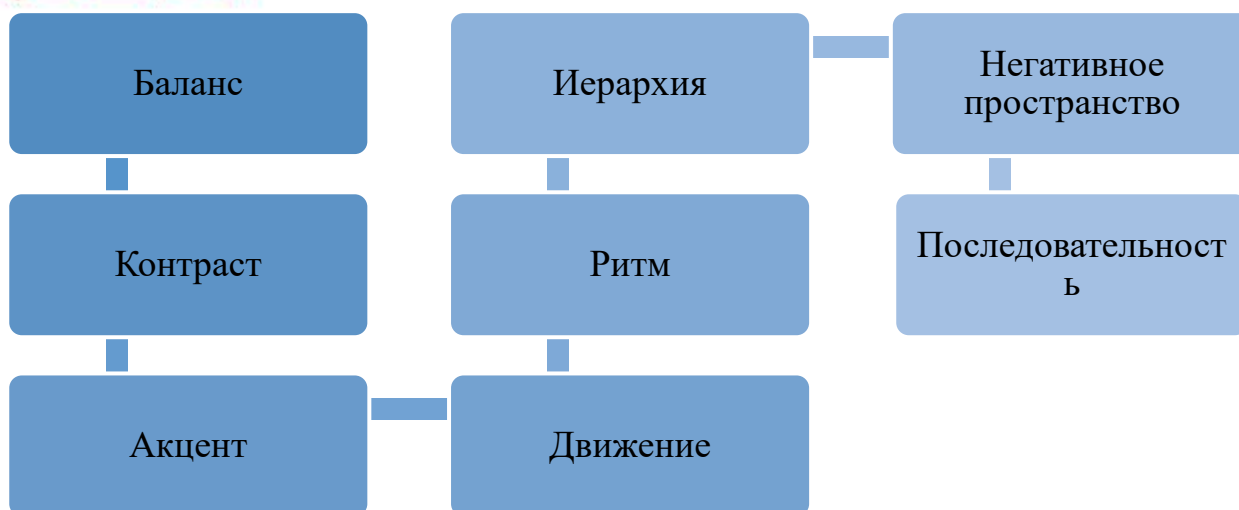 Баланс
Контраст
Акцент
Движение
Ритм
Иерархия
Негативное
пространство
Последовательност
ь